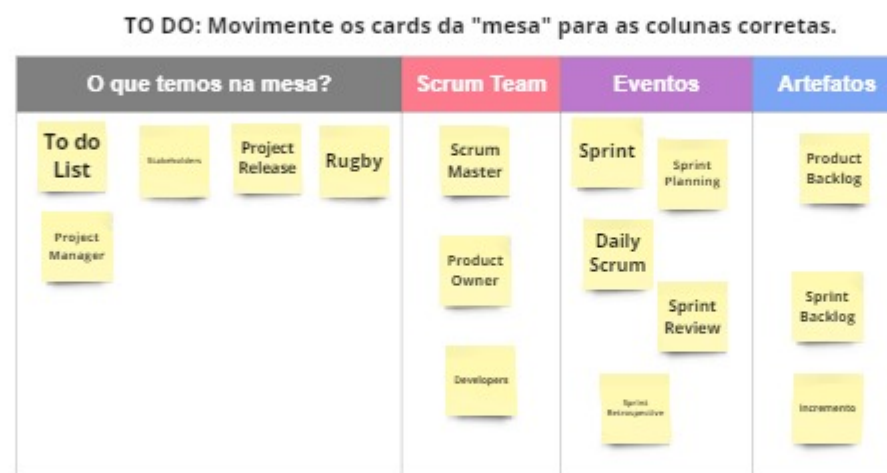 TO DO: Movimente os cards da "mesa" para as colunas corretas.
O que temos na mesa?
Scrum Team
Eventos
Artefatos
To do
List
Stakeholders
Project
Release
Rugby
Project
Manager
Scrum
Master
Product
Owner
Developers
Sprint
Sprint
Planning
Daily
Scrum
Sprint
Review
Sprint
Retrospective
Product
Backlog
Sprint
Backlog
Incremento